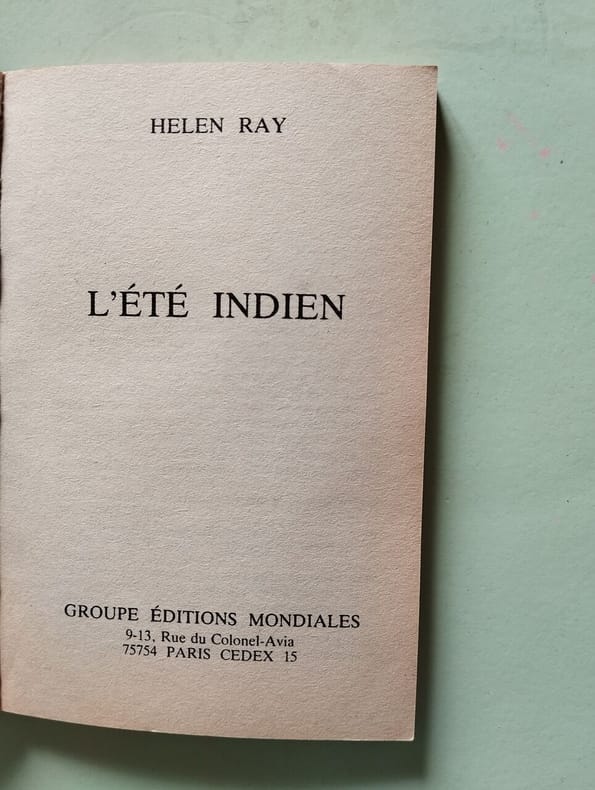 HELEN RAY
L'ÉTÉ INDIEN
GROUPE ÉDITIONS MONDIALES
9-13, Rue du Colonel-Avia
75754 PARIS CEDEX 15